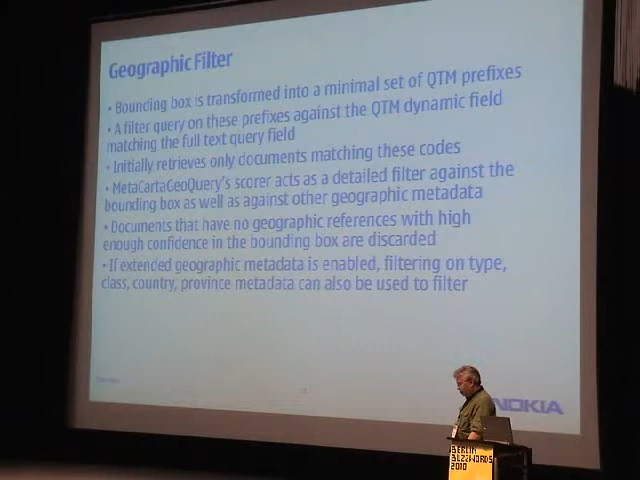 Geographic Filter
• Bounding box is transformed into a minimal set of QTM prefixes
• A filter query on these prefixes against the QTM dynamic field
matching the full text query field
• Initially retrieves only documents matching these codes
• MetaCartaGeoQuery's scorer acts as a detailed filter against the
bounding box as well as against other geographic metadata
• Documents that have no geographic references with high
enough confidence in the bounding box are discarded
• If extended geographic metadata is enabled, filtering on type,
class, country, province metadata can also be used to filter
NOKIA
BERLIN
BUZZWORDS
2010